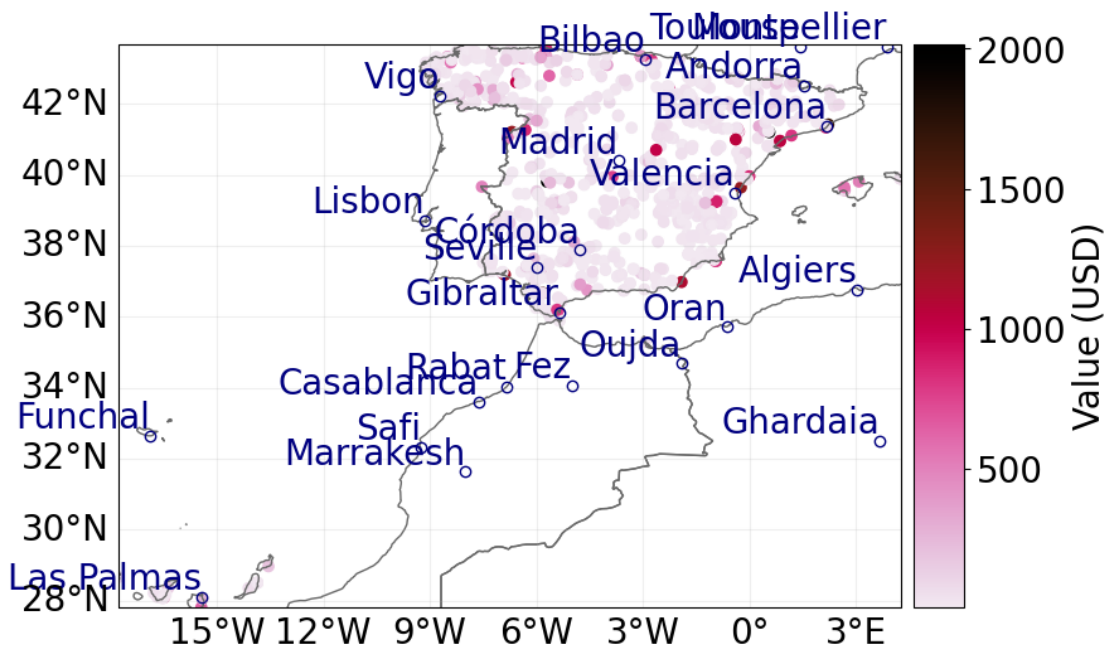 Toulouse Montpellier
Bilbao
Andorra
Vigo
Barcelona
Madrid
Valencia
Lisbon
Córdoba
Seville
Algiers
Gibraltar
Oran
Oujda
Rabat Fez
Casablanca
Funchal
Safi
Ghardaia
Marrakesh
Las Palmas
42°N
40°N
38°N
36°N
34°N
32°N
30°N
28°N
15°W 12°W 9°W 6°W 3°W 0° 3°E
2000
1500
1000
500
Value (USD)